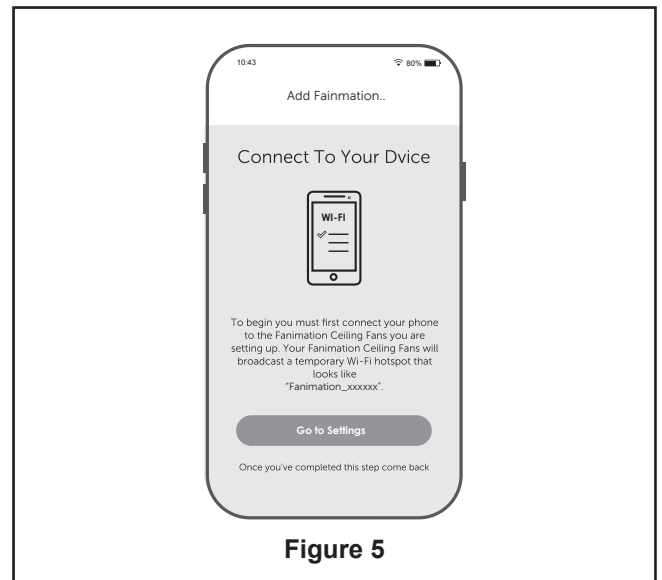 10:43 80%
Add Fainmation..
Connect To Your Dvice
WI-FI
To begin you must first connect your phone
to the Fanimation Ceiling Fans you are
setting up. Your Fanimation Ceiling Fans will
broadcast a temporary Wi-Fi hotspot that
looks like
"Fanimation_xxxxxx".
Go to Settings
Once you've completed this step come back
Figure 5